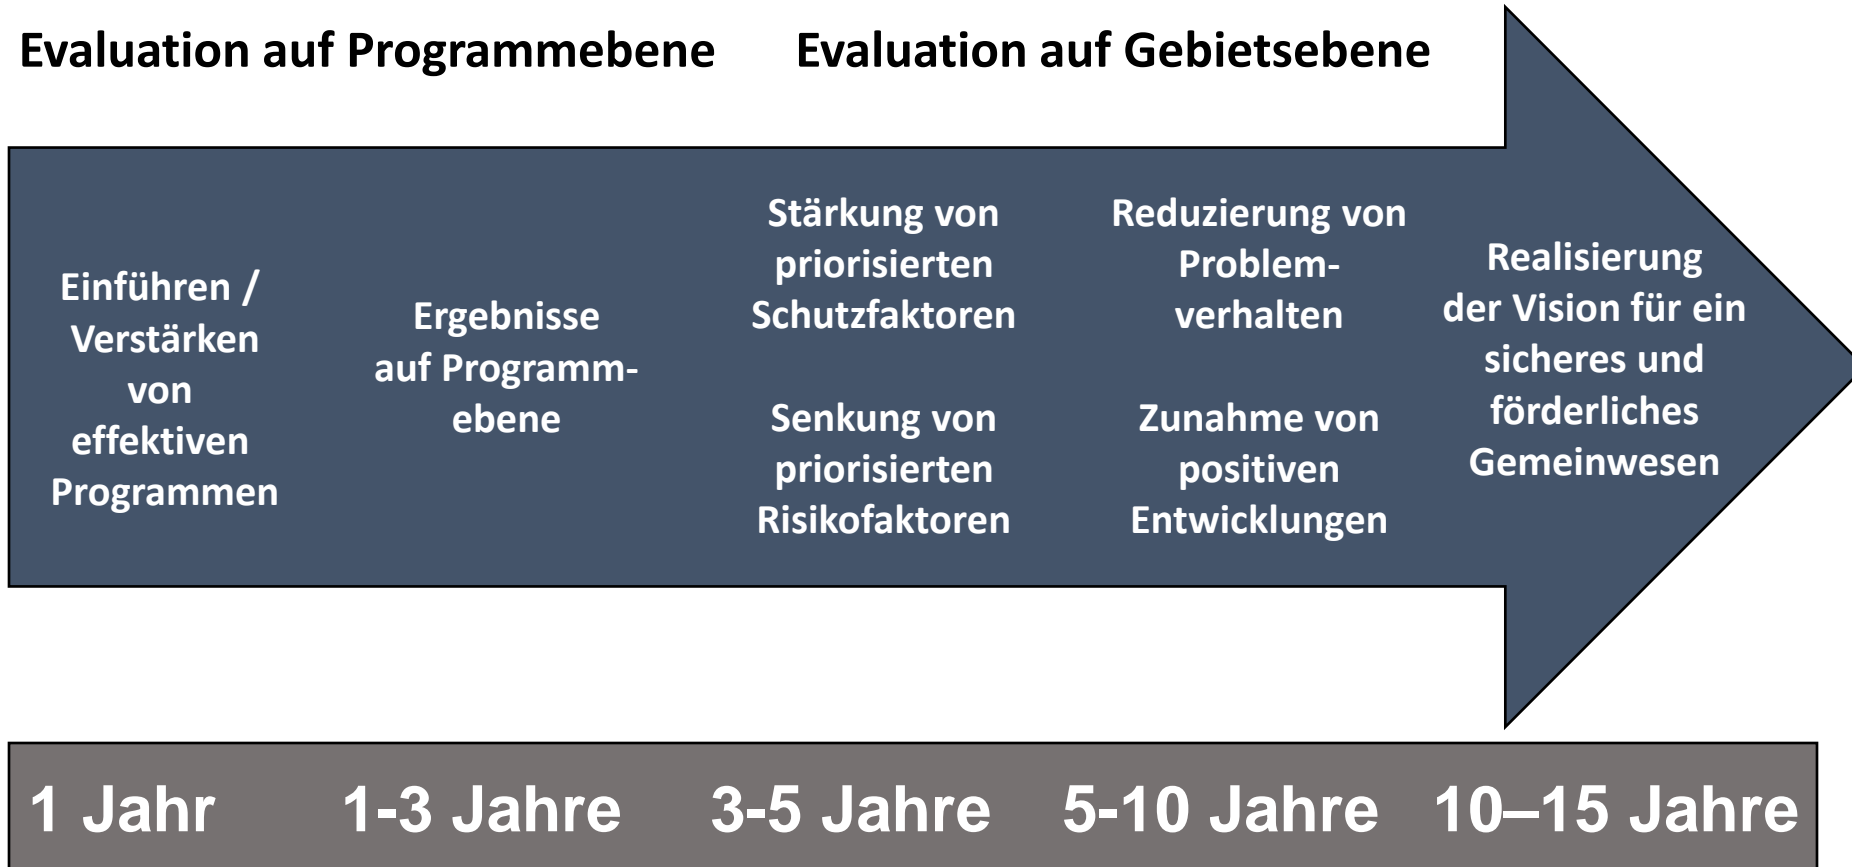 Evaluation auf Programmebene
Evaluation auf Gebietsebene
Einführen /
Verstärken
von
effektiven
Programmen
Ergebnisse
auf Programm-
ebene
Stärkung von
priorisierten
Schutzfaktoren
Senkung von
priorisierten
Risikofaktoren
Reduzierung von
Problem-
verhalten
Zunahme von
positiven
Entwicklungen
Realisierung
der Vision für ein
sicheres und
förderliches
Gemeinwesen
1 Jahr
1-3 Jahre
3-5 Jahre
5-10 Jahre
10–15 Jahre